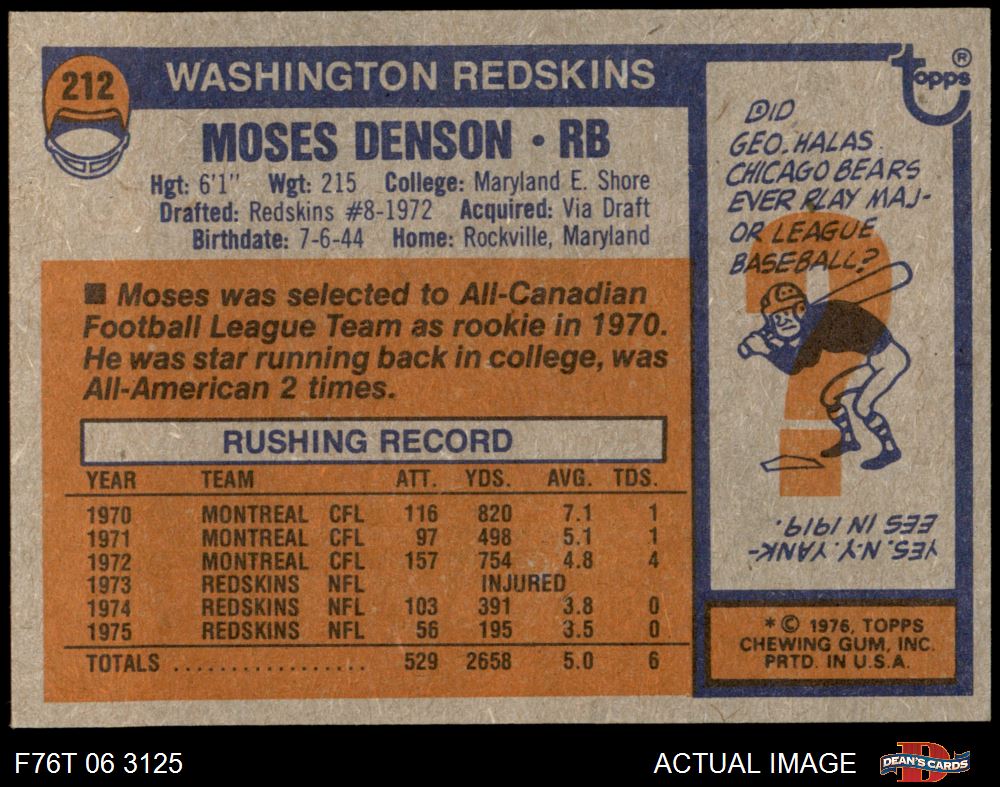 212
WASHINGTON REDSKINS
MOSES DENSON • RB
Hgt: 6'1" Wgt: 215 College: Maryland E. Shore
Drafted: Redskins #8-1972 Acquired: Via Draft
Birthdate: 7-6-44 Home: Rockville, Maryland
■ Moses was selected to All-Canadian
Football League Team as rookie in 1970.
He was star running back in college, was
All-American 2 times.
RUSHING RECORD
YEAR TEAM ATT. YDS. AVG. TDS.
1970 MONTREAL CFL 116 820 7.1 1
1971 MONTREAL CFL 97 498 5.1 1
1972 MONTREAL CFL 157 754 4.8 4
1973 REDSKINS NFL INJURED
1974 REDSKINS NFL 103 391 3.8 0
1975 REDSKINS NFL 56 195 3.5 0
TOTALS .................. 529 2658 5.0 6
Topps ®
DID
GEO. HALAS
CHICAGO BEARS
EVER PLAY MAJ-
OR LEAGUE
BASEBALL?
?
YES. N.Y. YANK-
EES IN 1919.
* © 1976, TOPPS
CHEWING GUM, INC.
PRTD. IN U.S.A.
F76T 06 3125
ACTUAL IMAGE
D
DEAN'S CARDS